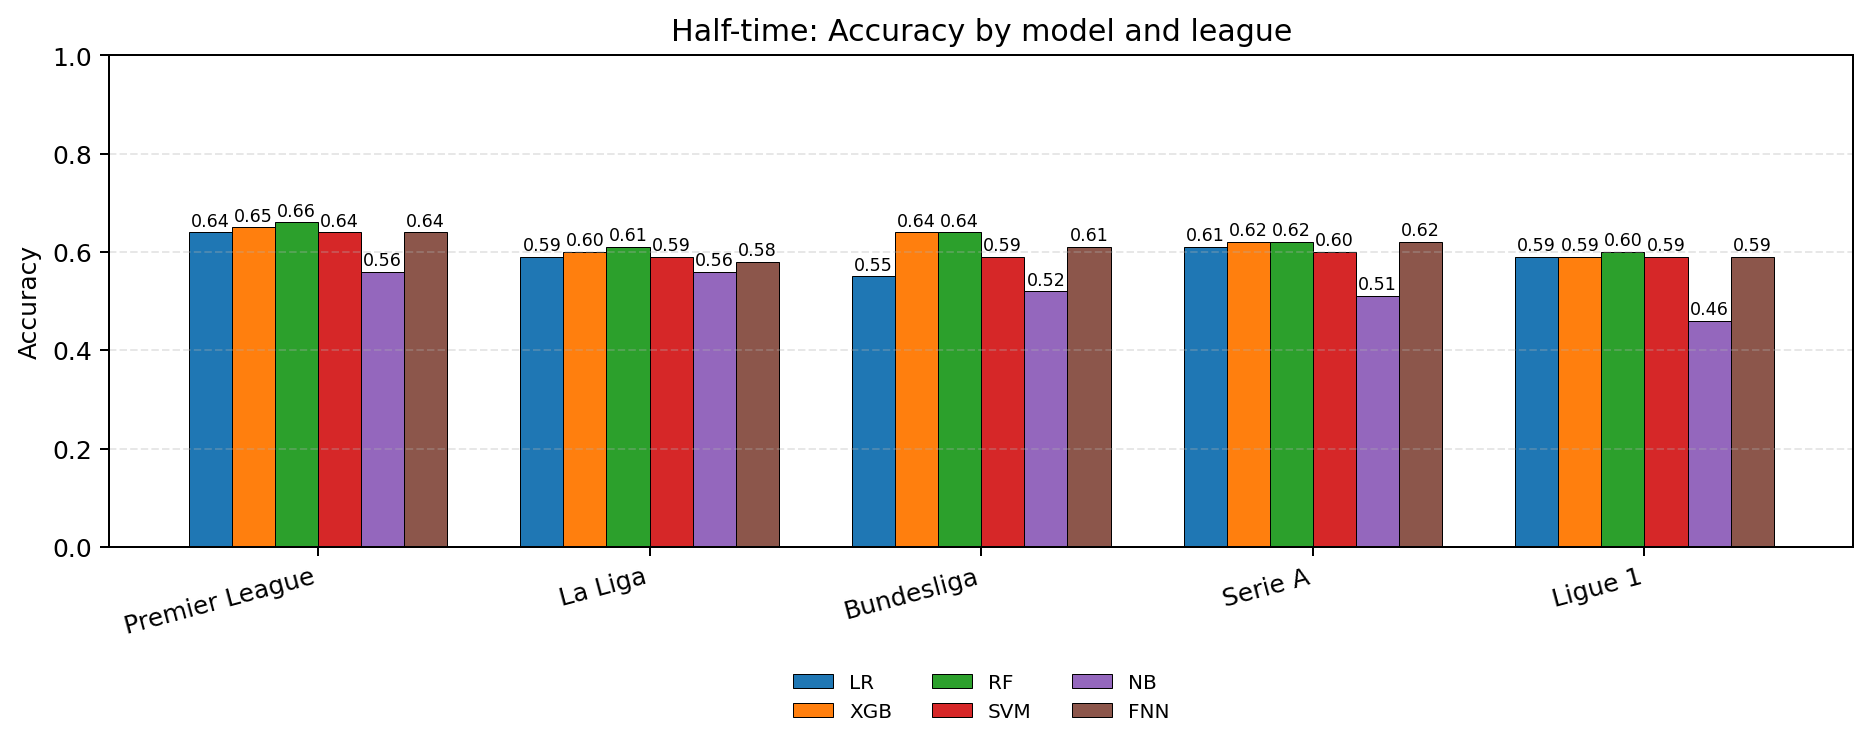 Half-time: Accuracy by model and league
Accuracy
1.0
0.8
0.6
0.4
0.2
0.0
0.64 0.65 0.66 0.64 0.56 0.64
0.59 0.60 0.61 0.59 0.56 0.58
0.55 0.64 0.64 0.59 0.52 0.61
0.61 0.62 0.62 0.60 0.51 0.62
0.59 0.59 0.60 0.59 0.46 0.59
Premier League
La Liga
Bundesliga
Serie A
Ligue 1
LR RF NB
XGB SVM FNN